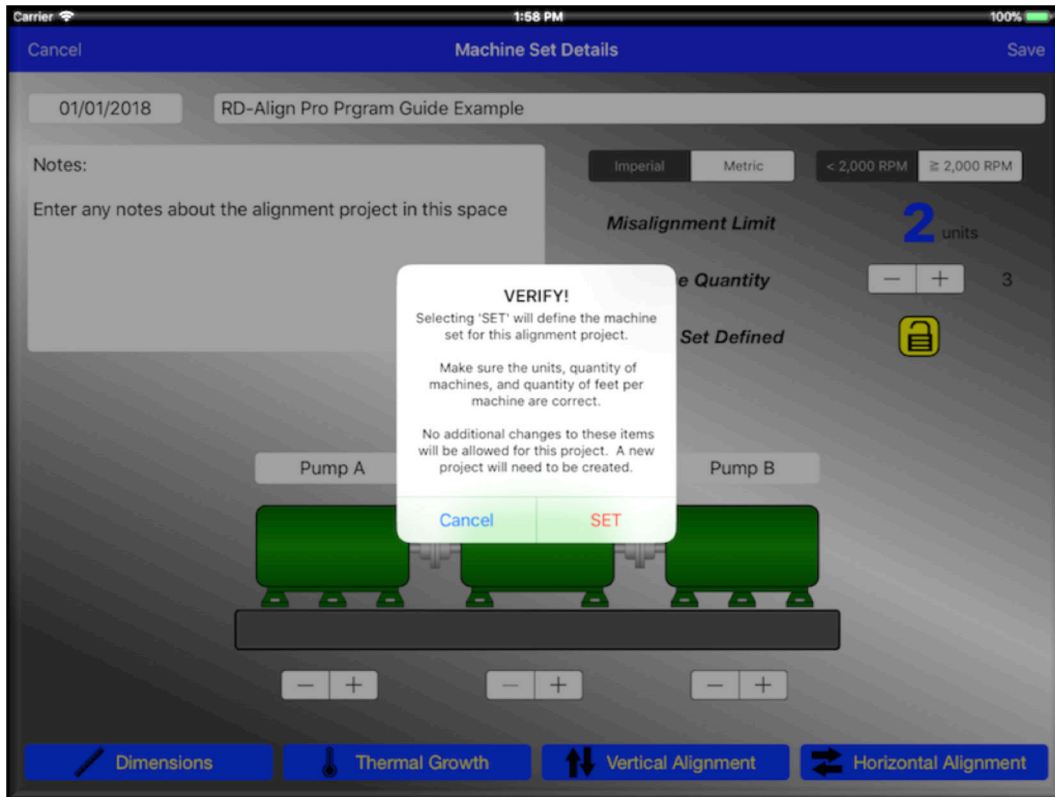 Carrier 1:58 PM 100%
Cancel Machine Set Details Save
01/01/2018 RD-Align Pro Prgram Guide Example
Notes:
Imperial Metric < 2,000 RPM ≧ 2,000 RPM
Enter any notes about the alignment project in this space
Misalignment Limit 2 units
e Quantity − + 3
Set Defined
VERIFY!
Selecting 'SET' will define the machine
set for this alignment project.
Make sure the units, quantity of
machines, and quantity of feet per
machine are correct.
No additional changes to these items
will be allowed for this project. A new
project will need to be created.
Cancel SET
Pump A Pump B
− + − + − +
Dimensions Thermal Growth Vertical Alignment Horizontal Alignment